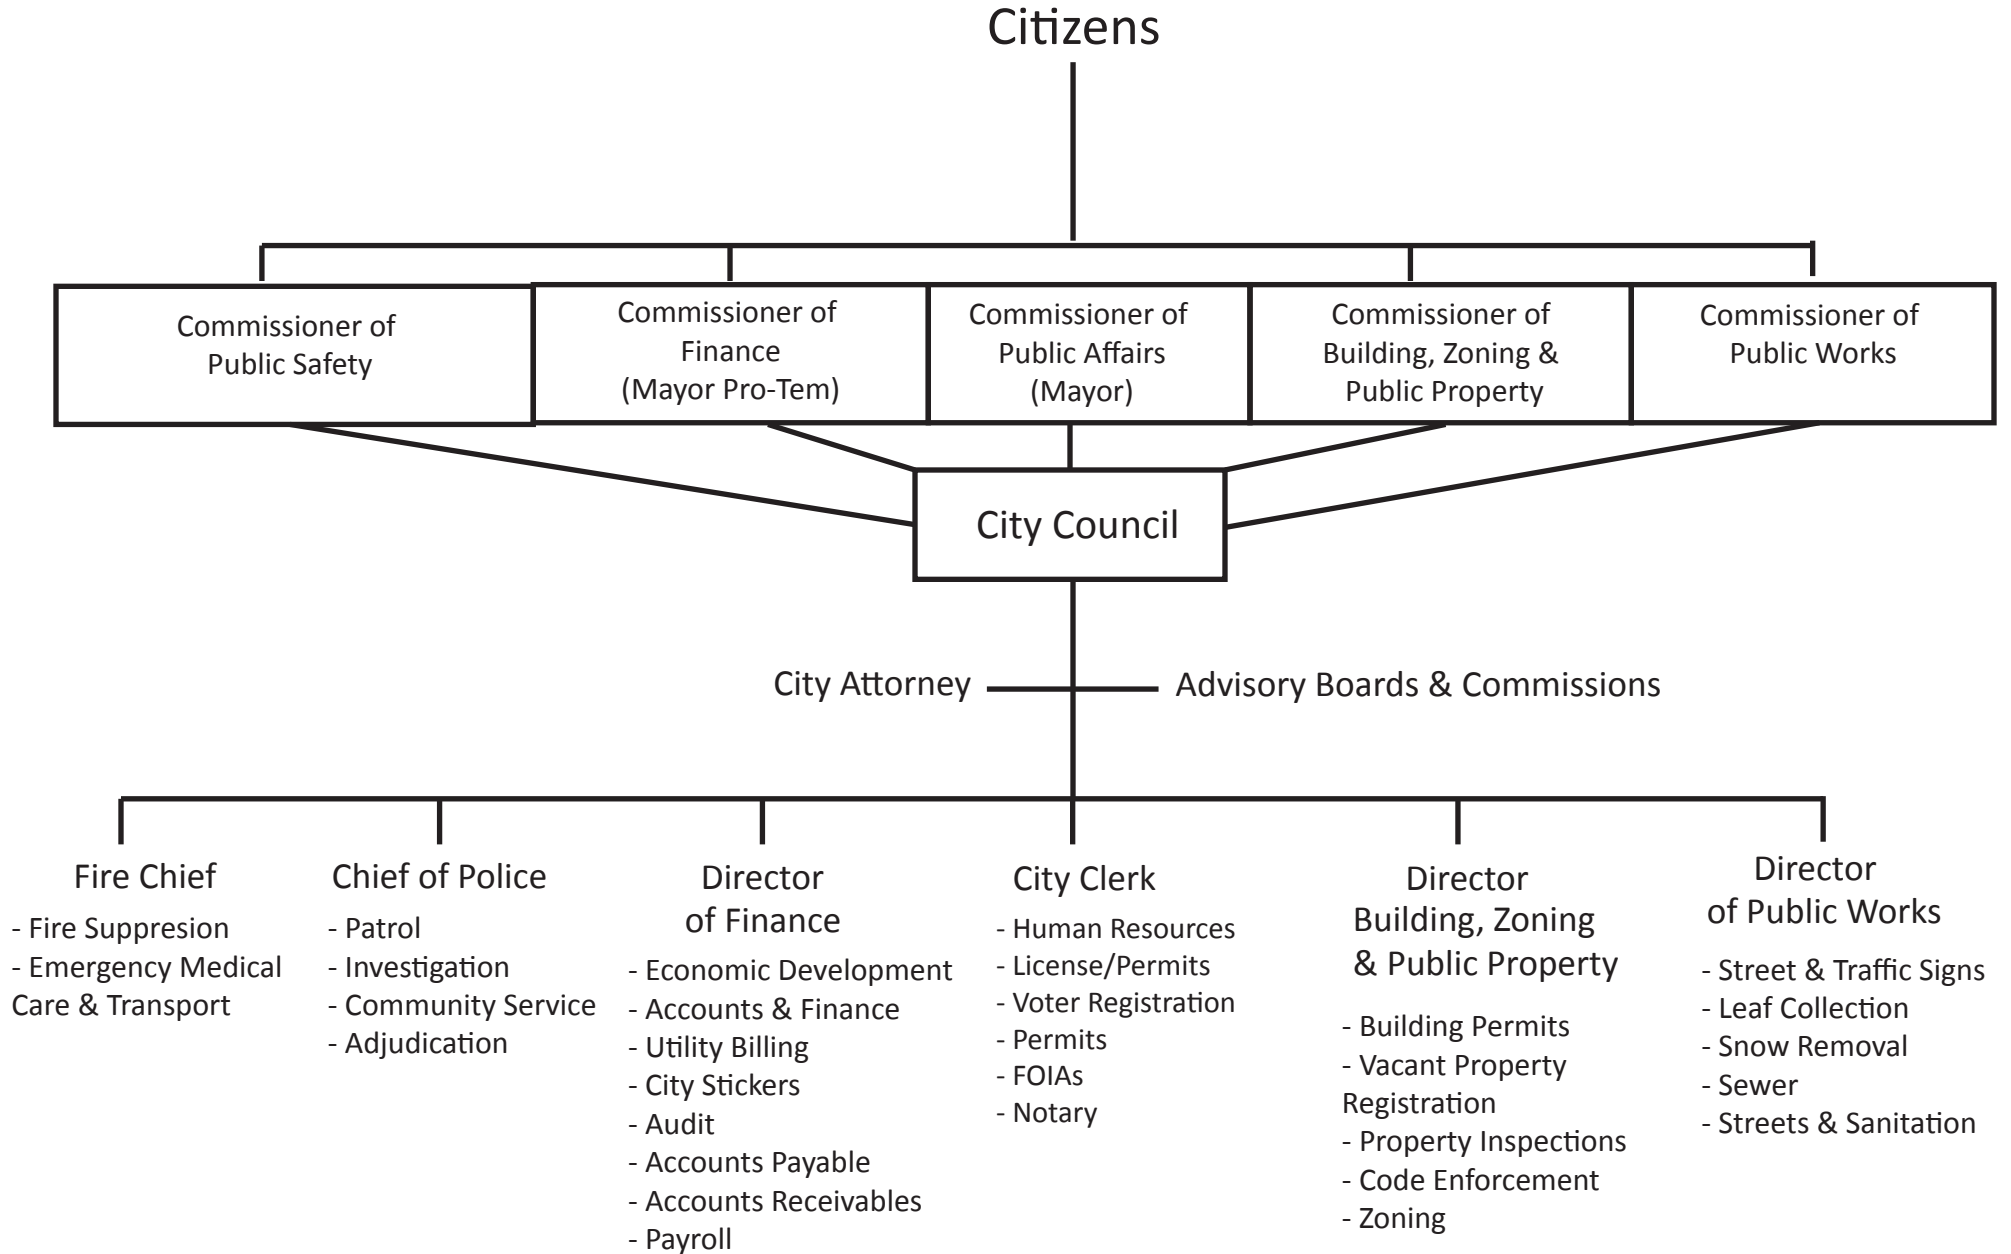 Citizens
Commissioner of
Public Safety
Commissioner of
Finance
(Mayor Pro-Tem)
Commissioner of
Public Affairs
(Mayor)
Commissioner of
Building, Zoning &
Public Property
Commissioner of
Public Works
City Council
City Attorney
Advisory Boards & Commissions
Fire Chief
- Fire Suppresion
- Emergency Medical
Care & Transport
Chief of Police
- Patrol
- Investigation
- Community Service
- Adjudication
Director
of Finance
- Economic Development
- Accounts & Finance
- Utility Billing
- City Stickers
- Audit
- Accounts Payable
- Accounts Receivables
- Payroll
City Clerk
- Human Resources
- License/Permits
- Voter Registration
- Permits
- FOIAs
- Notary
Director
Building, Zoning
& Public Property
- Building Permits
- Vacant Property
Registration
- Property Inspections
- Code Enforcement
- Zoning
Director
of Public Works
- Street & Traffic Signs
- Leaf Collection
- Snow Removal
- Sewer
- Streets & Sanitation